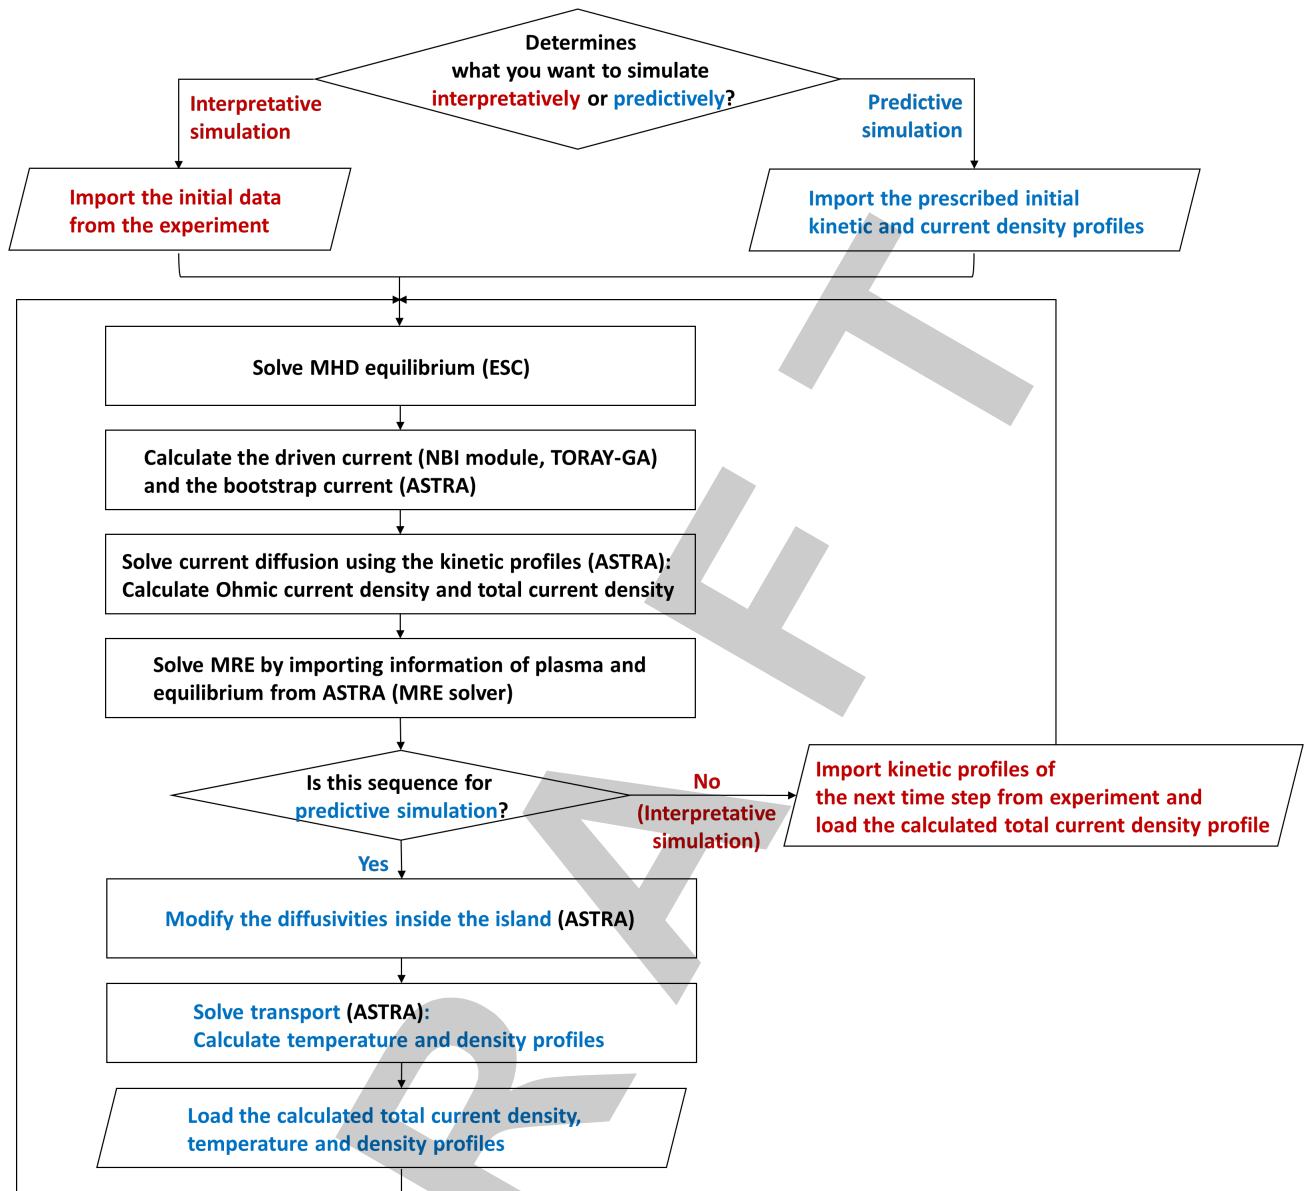 Determines
what you want to simulate
interpretatively or predictively?
Interpretative
simulation
Predictive
simulation
Import the initial data
from the experiment
Import the prescribed initial
kinetic and current density profiles
Solve MHD equilibrium (ESC)
Calculate the driven current (NBI module, TORAY-GA)
and the bootstrap current (ASTRA)
Solve current diffusion using the kinetic profiles (ASTRA):
Calculate Ohmic current density and total current density
Solve MRE by importing information of plasma and
equilibrium from ASTRA (MRE solver)
Is this sequence for
predictive simulation?
No
(Interpretative
simulation)
Import kinetic profiles of
the next time step from experiment and
load the calculated total current density profile
Yes
Modify the diffusivities inside the island (ASTRA)
Solve transport (ASTRA):
Calculate temperature and density profiles
Load the calculated total current density,
temperature and density profiles
RAFT